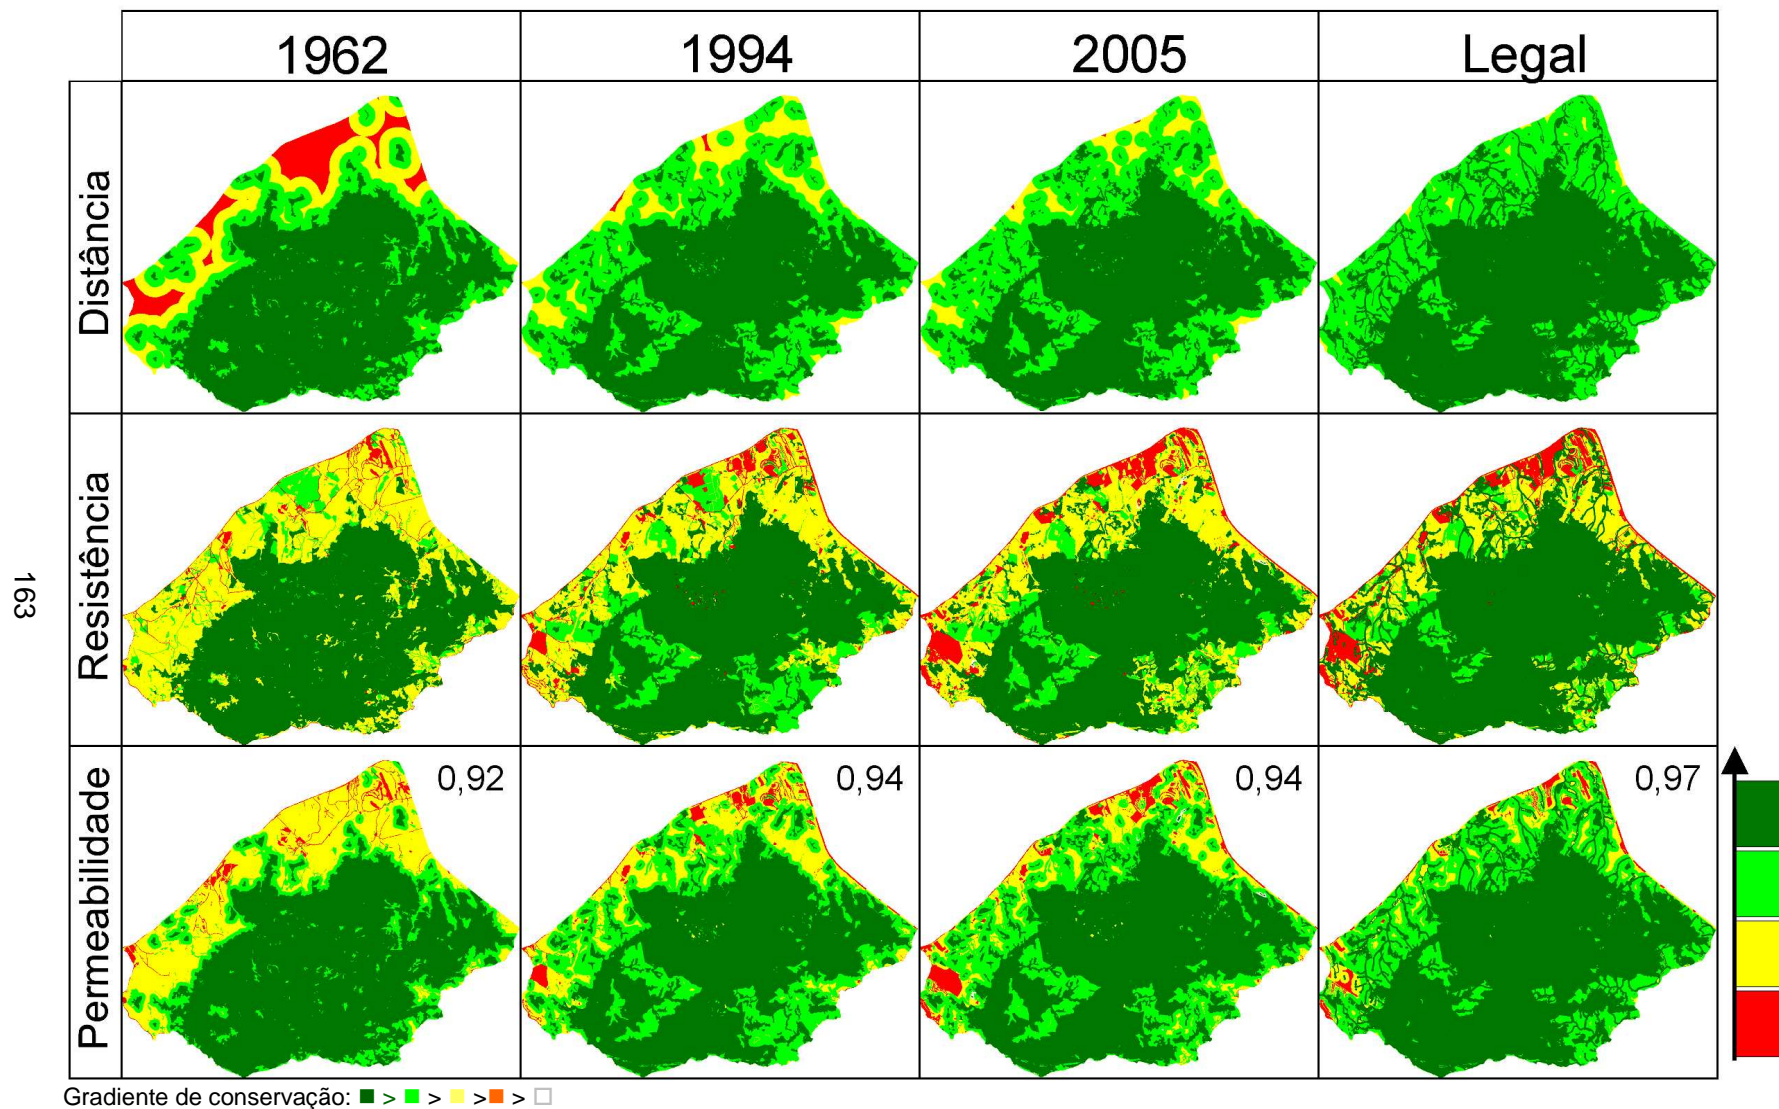 1962 1994 2005 Legal
Distância
Resistência
Permeabilidade
0,92 0,94 0,94 0,97
163
Gradiente de conservação: > > > >